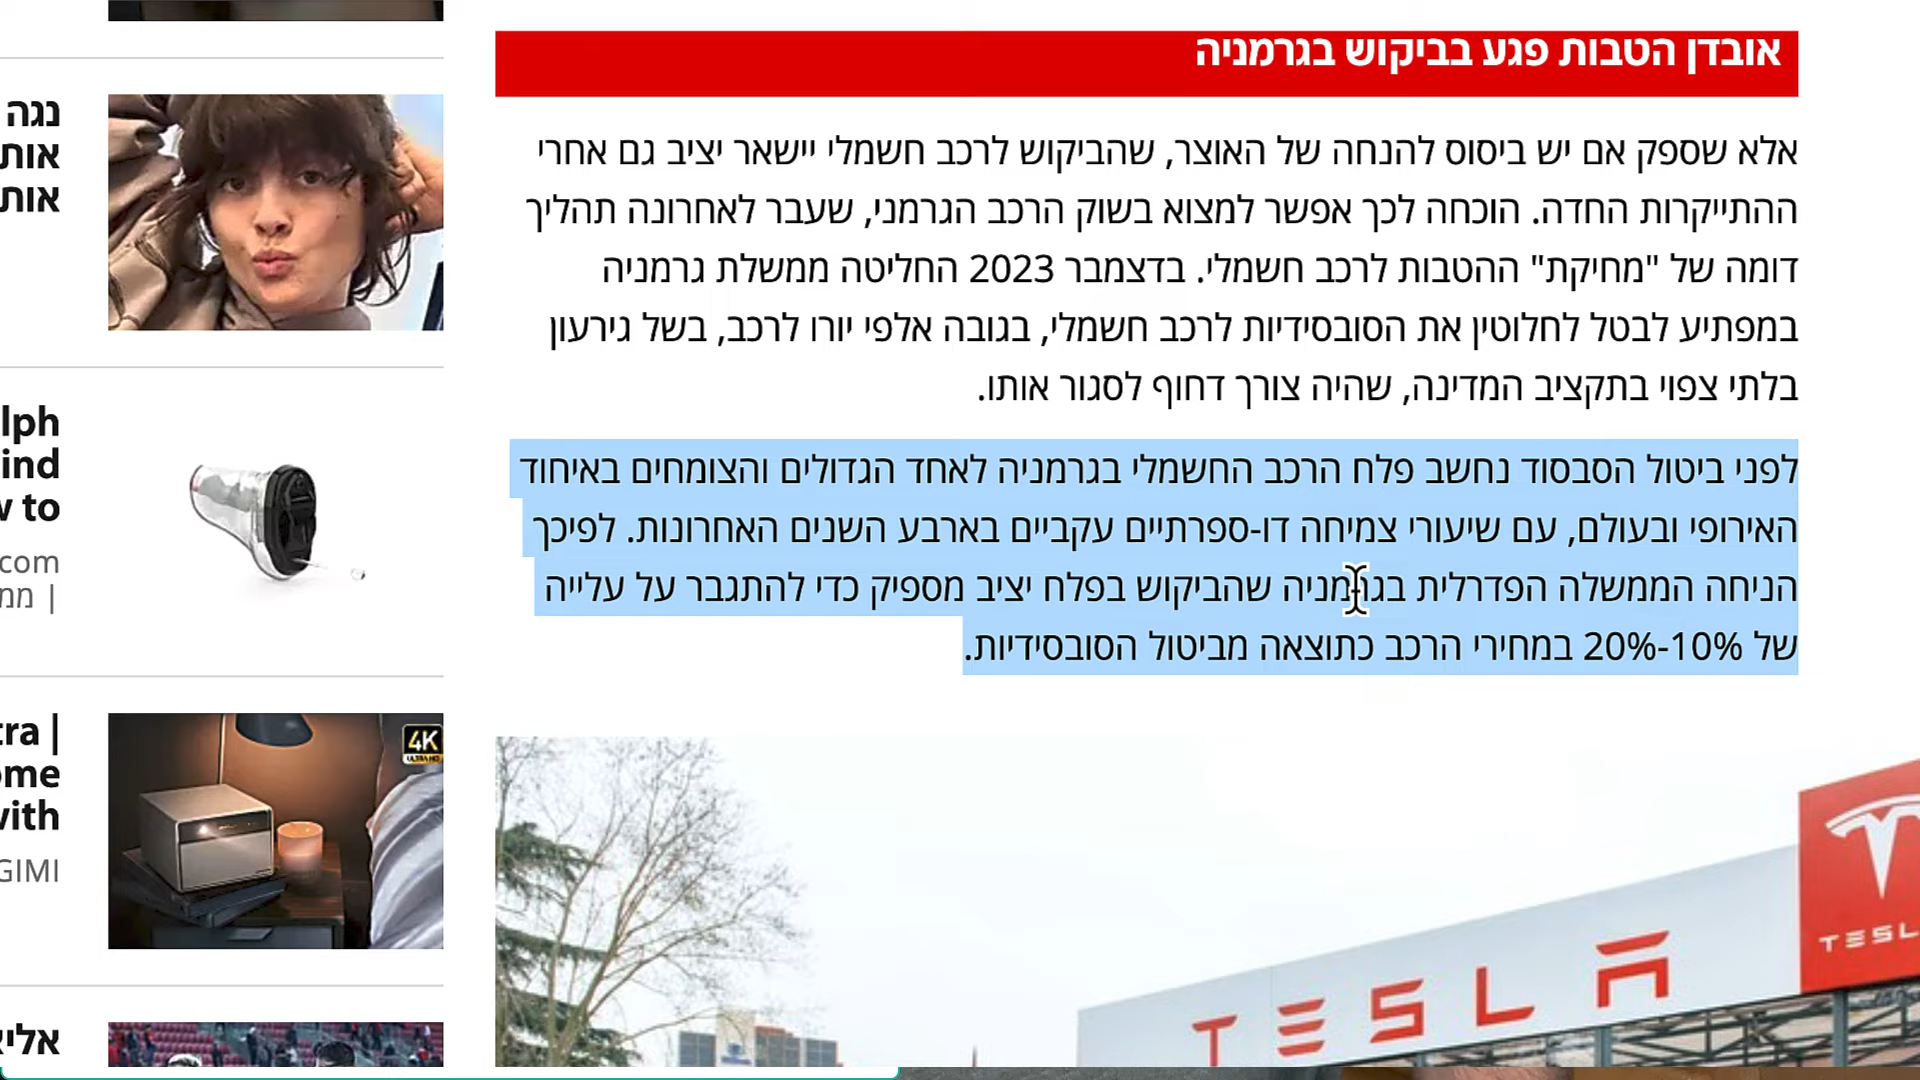 אובדן הטבות פגע בביקוש בגרמניה
אלא שספק אם יש ביסוס להנחה של האוצר, שהביקוש לרכב חשמלי יישאר יציב גם אחרי
ההתייקרות החדה. הוכחה לכך אפשר למצוא בשוק הרכב הגרמני, שעבר לאחרונה תהליך
דומה של "מחיקת" ההטבות לרכב חשמלי. בדצמבר 2023 החליטה ממשלת גרמניה
במפתיע לבטל לחלוטין את הסובסידיות לרכב חשמלי, בגובה אלפי יורו לרכב, בשל גירעון
בלתי צפוי בתקציב המדינה, שהיה צורך דחוף לסגור אותו.
לפני ביטול הסבסוד נחשב פלח הרכב החשמלי בגרמניה לאחד הגדולים והצומחים באיחוד
האירופי ובעולם, עם שיעורי צמיחה דו-ספרתיים עקביים בארבע השנים האחרונות. לפיכך
הניחה הממשלה הפדרלית בגרמניה שהביקוש בפלח יציב מספיק כדי להתגבר על עלייה
של 10%-20% במחירי הרכב כתוצאה מביטול הסובסידיות.
TESLA
TESL
נגה
אות
אות
lph
ind
w to
com
| ממ
tra |
ome
with
GIMI
4K
ULTRA HD
אליא